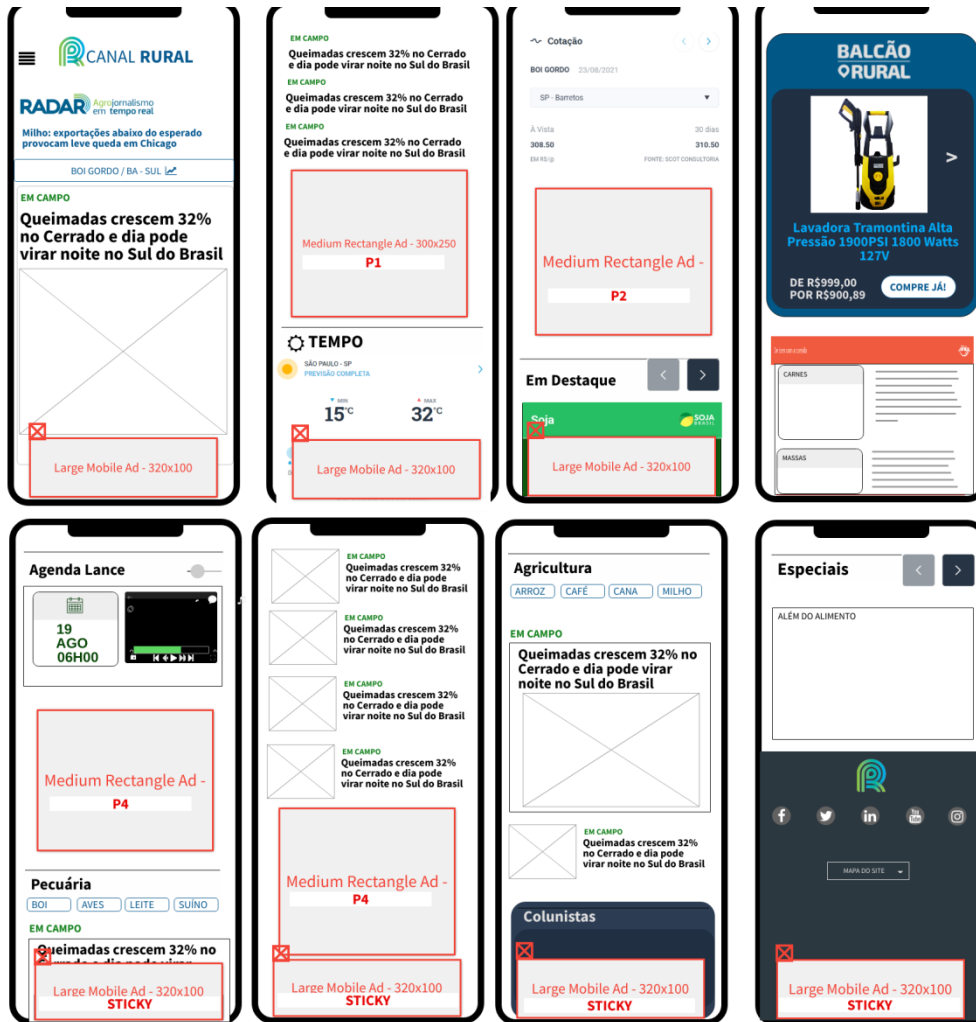 CANAL RURAL
RADAR Agrojornalismo
em tempo real
Milho: exportações abaixo do esperado
provocam leve queda em Chicago
BOI GORDO / BA - SUL
EM CAMPO
Queimadas crescem 32%
no Cerrado e dia pode
virar noite no Sul do Brasil
Large Mobile Ad - 320x100
EM CAMPO
Queimadas crescem 32% no Cerrado
e dia pode virar noite no Sul do Brasil
EM CAMPO
Queimadas crescem 32% no Cerrado
e dia pode virar noite no Sul do Brasil
EM CAMPO
Queimadas crescem 32% no Cerrado
e dia pode virar noite no Sul do Brasil
Medium Rectangle Ad - 300x250
P1
TEMPO
SÃO PAULO - SP
PREVISÃO COMPLETA
MIN
MAX
15°C
32°C
Large Mobile Ad - 320x100
Cotação
BOI GORDO 23/08/2021
SP - Barretos
À Vista
30 dias
308.50
310.50
EM R$/@
FONTE: SCOT CONSULTORIA
Medium Rectangle Ad -
P2
Em Destaque
Soja
SOJA
BRASIL
Large Mobile Ad - 320x100
BALCÃO
RURAL
Lavadora Tramontina Alta
Pressão 1900PSI 1800 Watts
127V
DE R$999,00
POR R$900,89
COMPRE JÁ!
CARNES
MASSAS
Agenda Lance
19
AGO
06H00
Medium Rectangle Ad -
P4
Pecuária
BOI
AVES
LEITE
SUÍNO
EM CAMPO
Queimadas crescem 32% no
Large Mobile Ad - 320x100
STICKY
EM CAMPO
Queimadas crescem 32%
no Cerrado e dia pode
virar noite no Sul do Brasil
EM CAMPO
Queimadas crescem 32%
no Cerrado e dia pode
virar noite no Sul do Brasil
EM CAMPO
Queimadas crescem 32%
no Cerrado e dia pode
virar noite no Sul do Brasil
EM CAMPO
Queimadas crescem 32%
no Cerrado e dia pode
virar noite no Sul do Brasil
Medium Rectangle Ad -
P4
Large Mobile Ad - 320x100
STICKY
Agricultura
ARROZ
CAFÉ
CANA
MILHO
EM CAMPO
Queimadas crescem 32% no
Cerrado e dia pode virar
noite no Sul do Brasil
EM CAMPO
Queimadas crescem 32%
no Cerrado e dia pode
virar noite no Sul do Brasil
Colunistas
Large Mobile Ad - 320x100
STICKY
Especiais
ALÉM DO ALIMENTO
f
in
You
Tube
MAPA DO SITE
Large Mobile Ad - 320x100
STICKY